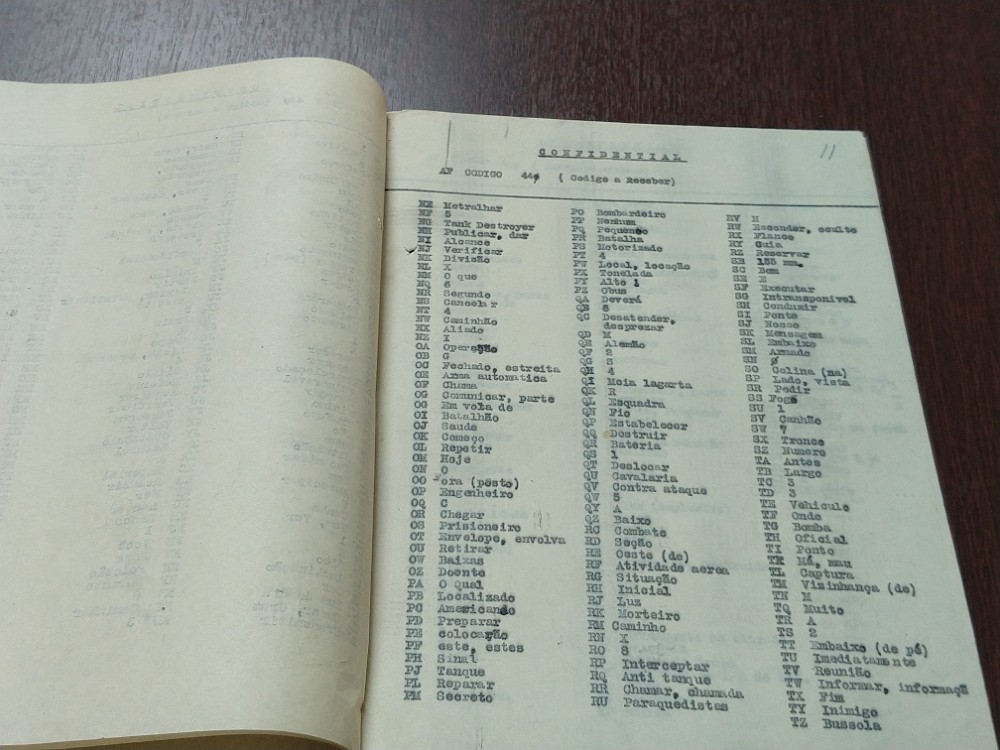 CONFIDENTIAL
11
AF CODIGO 44∅ (Codigo a Receber)
NE Metralhar
NF 5
NG Tank Destroyer
NH Publicar, dar
NI Alcance
NJ Verificar
NK Divisão
NL X
NM O que
NQ 6
NR Segundo
NS Cancelar
NT 4
NW Caminhão
NX Aliado
NZ I
OA Operação
OB G
OC Fechado, estreita
OE Arma automatica
OF Chama
OG Comunicar, parte
OG Em volta de
OI Batalhão
OJ Saude
OK Começo
OL Repetir
OM Hoje
ON O
OO ora (posto)
OP Engenheiro
OQ C
OR Chegar
OS Prisioneiro
OT Envelope, envolva
OU Retirar
OW Baixas
OZ Doente
PA O qual
PB Localizado
PC Americando
PD Preparar
PE colocação
PF este, estes
PH Sinal
PJ Tanque
PL Reparar
PM Secreto
PO Bombardeiro
PP Nenhum
PQ Pequeno
PR Batalha
PS Motorizado
PT 4
PW Local, locação
PX Tonelada
PY Alto
PZ Obus
QA Deverá
QB 8
QC Desatender,
desprezar
QD M
QE Alemão
QF 2
QG S
QH 4
QI Meia lagarta
QK R
QL Esquadra
QN Fio
QP Estabelecer
QQ Destruir
QR Bateria
QS 1
QT Deslocar
QU Cavalaria
QV Contra ataque
QW 5
QY A
QZ Baixo
RC Combate
RD Seção
RE Oeste (de)
RF Atividade aerea
RG Situação
RH Inicial
RJ Luz
RK Morteiro
RM Caminho
RN X
RO 8
RP Interceptar
RQ Anti tanque
RR Chamar, chamada
RU Paraquedistas
RV H
RW Esconder, oculto
RX Flanco
RY Guia
RZ Reservar
SB 155 mm.
SC Bem
SE E
SF Executar
SG Intransponivel
SH Conduzir
SI Ponte
SJ Nosso
SK Mensagem
SL Embaixo
SM Armado
SN ∅
SO Colina (na)
SP Lado, vista
SR Pedir
SS Fogo
SU 1
SV Canhão
SW 7
SX Tronco
SZ Numero
TA Antes
TB Largo
TC 3
TD 3
TE Vehiculo
TF Onde
TG Bomba
TH Oficial
TI Ponto
TK Má, mau
TL Captura
TM Vizinhança (de)
TN M
TQ Muito
TR A
TS 2
TT Embaixo (de pé)
TU Imediatamente
TV Reunião
TW Informar, informaçã
TX Fim
TY Inimigo
TZ Bussola